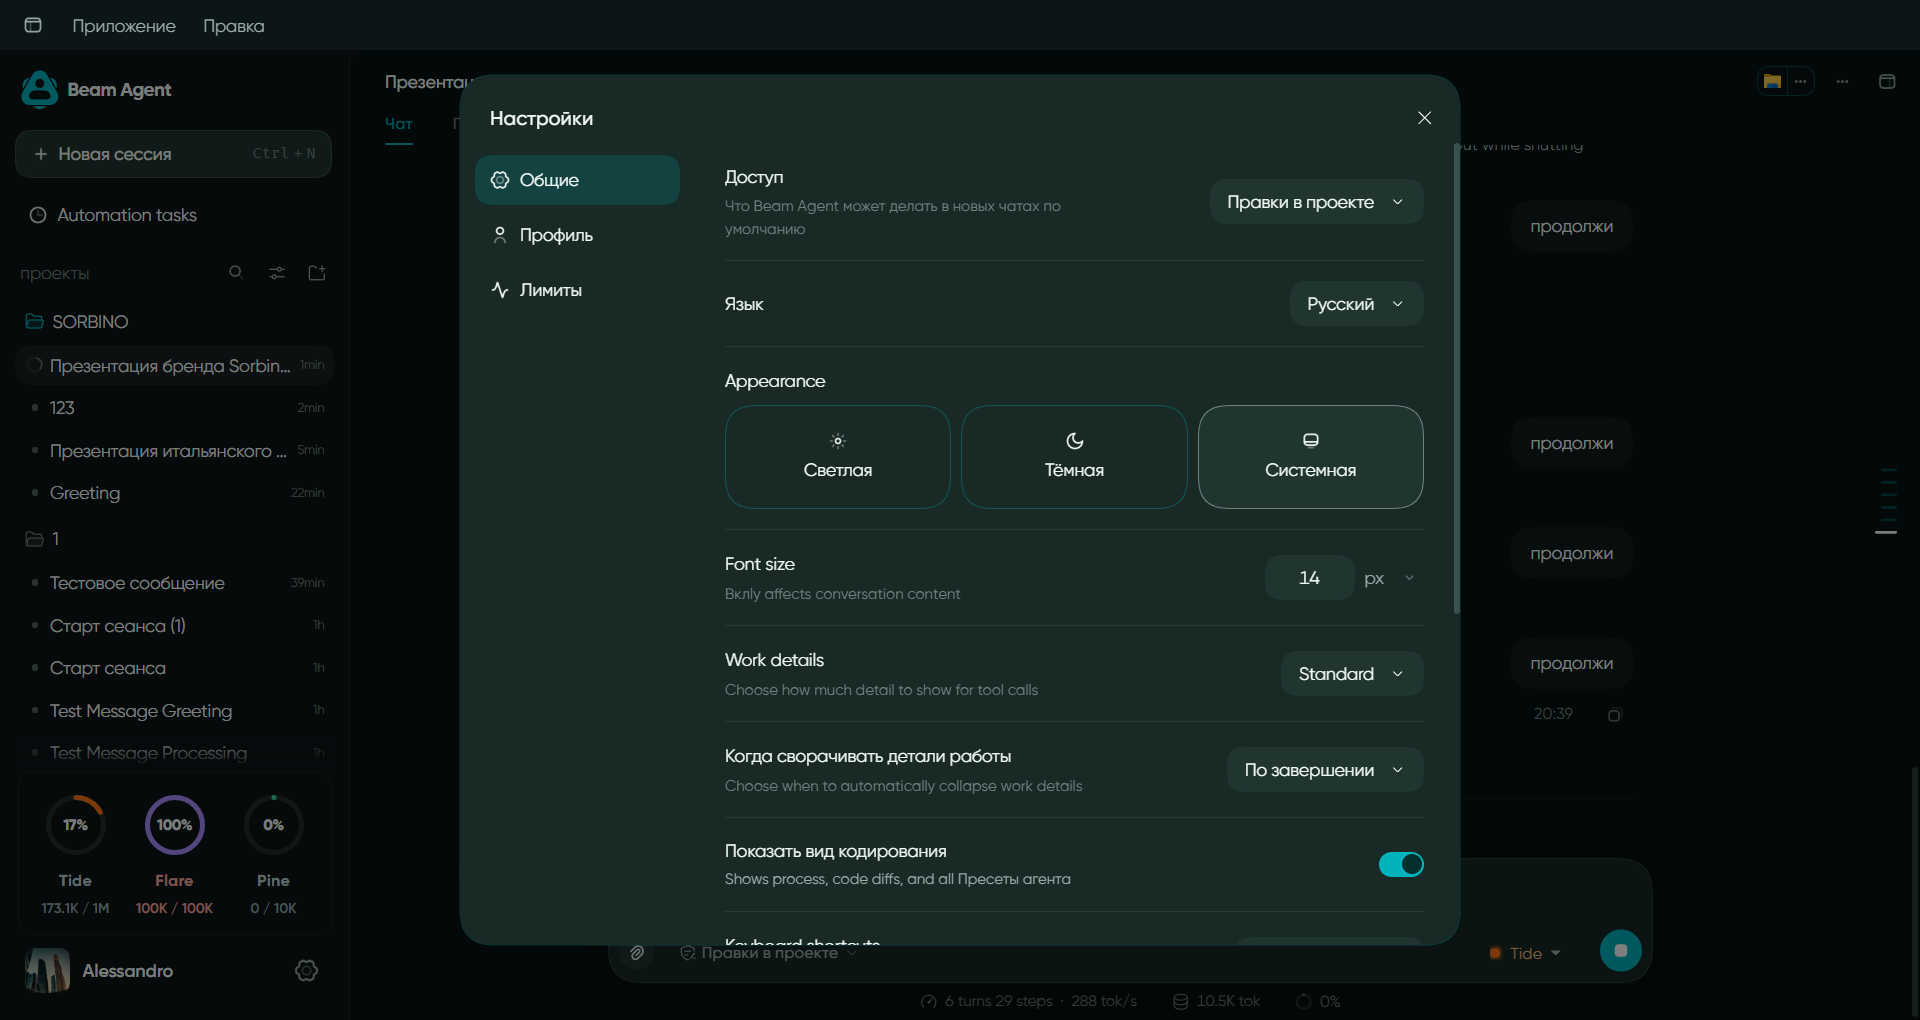 Приложение
Правка
Beam Agent
Новая сессия
Ctrl + N
Automation tasks
проекты
SORBINO
Презентация бренда Sorbin...
1min
123
2min
Презентация итальянского ...
5min
Greeting
22min
1
Тестовое сообщение
39min
Старт сеанса (1)
1h
Старт сеанса
1h
Test Message Greeting
1h
Test Message Processing
1h
17%
100%
0%
Tide
Flare
Pine
173.1K / 1M
100K / 100K
0 / 10K
Alessandro
Чат
Настройки
Общие
Профиль
Лимиты
Доступ
Что Beam Agent может делать в новых чатах по
умолчанию
Правки в проекте
Язык
Русский
Appearance
Светлая
Тёмная
Системная
Font size
Вклly affects conversation content
14
px
Work details
Choose how much detail to show for tool calls
Standard
Когда сворачивать детали работы
Choose when to automatically collapse work details
По завершении
Показать вид кодирования
Shows process, code diffs, and all Пресеты агента
Keyboard shortcuts
while shutting
продолжи
продолжи
продолжи
продолжи
20:39
Правки в проекте
Tide
6 turns 29 steps · 288 tok/s
10.5K tok
0%